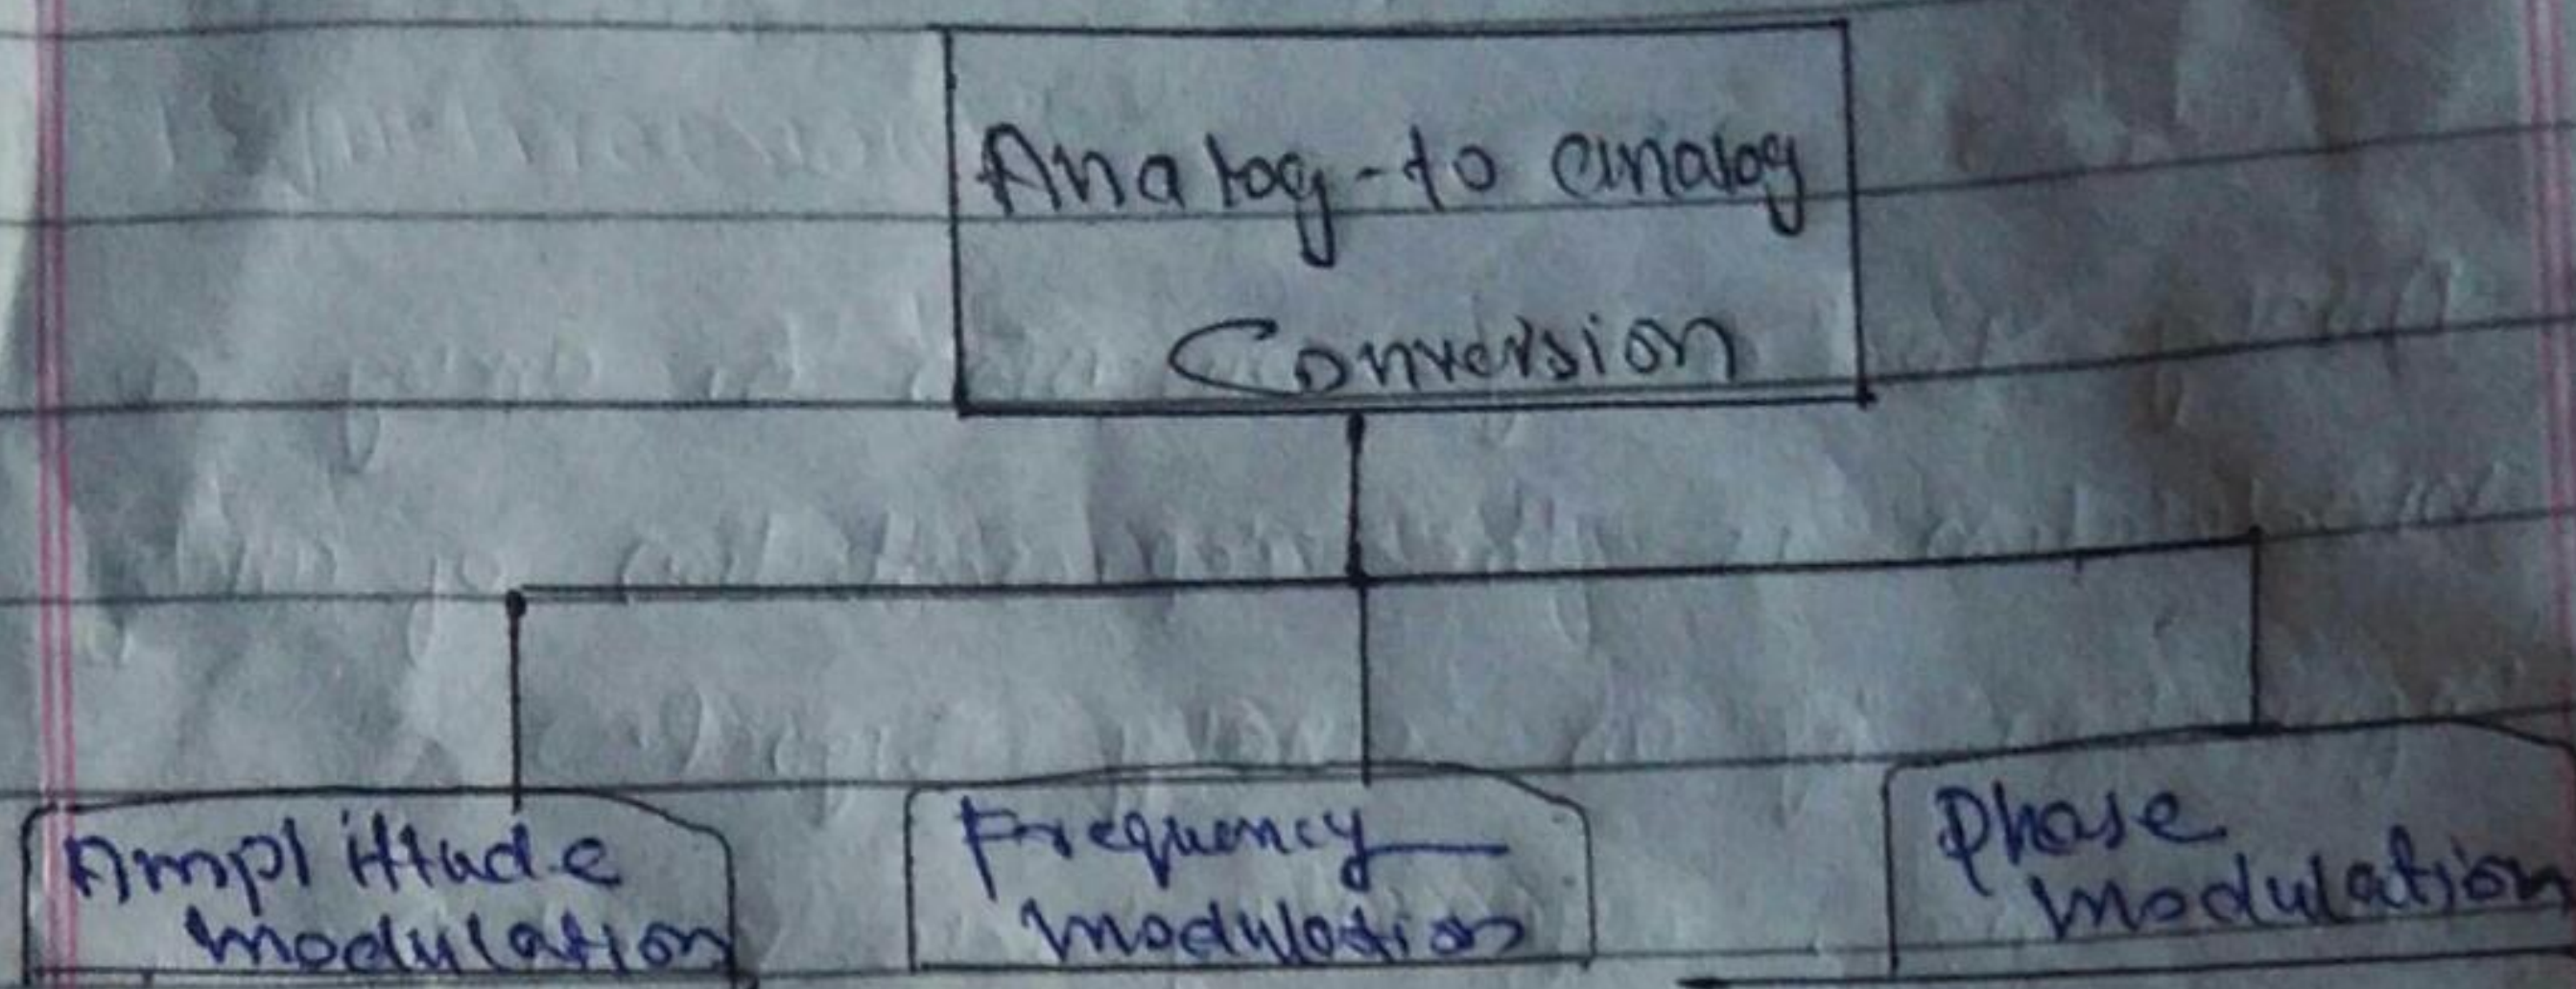 Analog-to analog
Conversion
Amplitude
modulation
Frequency
modulation
Phase
modulation